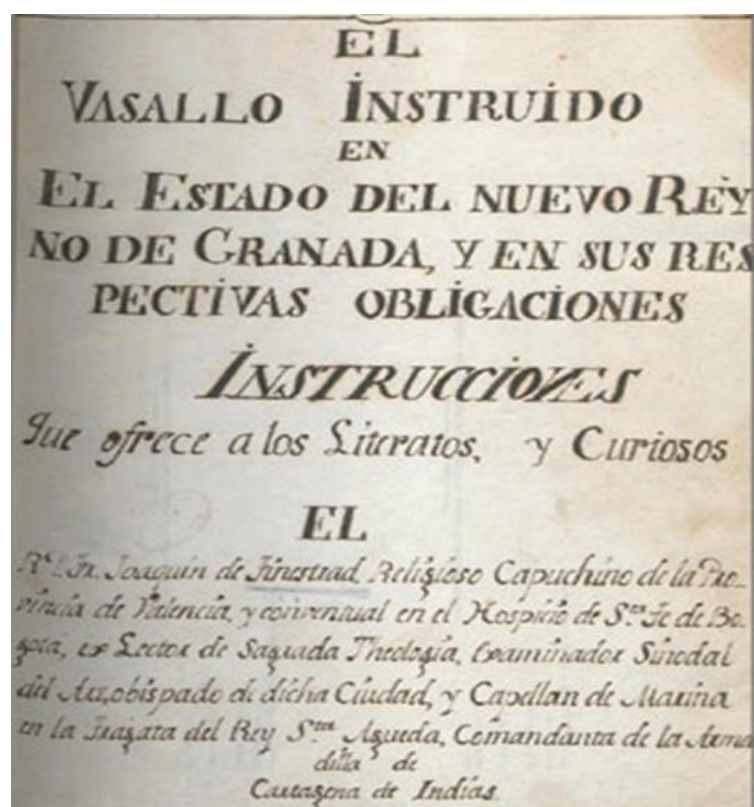 EL
VASALLO INSTRUIDO
EN
EL ESTADO DEL NUEVO REY
NO DE GRANADA, Y EN SUS RES
PECTIVAS OBLIGACIONES
INSTRUCCIONES
Que ofrece a los Literatos, y Curiosos
EL
R.P. Fr. Joaquin de Finestrad Religioso Capuchino de la Pro-
vincia de Valencia, y conventual en el Hospicio de Sta. Fe de Bo-
gota, ex Lector de Sagrada Theologia, Examinador Sinodal
del Arzobispado de dicha Ciudad, y Capellan de Marina
en la Fragata del Rey Sta. Agueda, Comandanta de la Arma
dilla de
Cartagena de Indias.